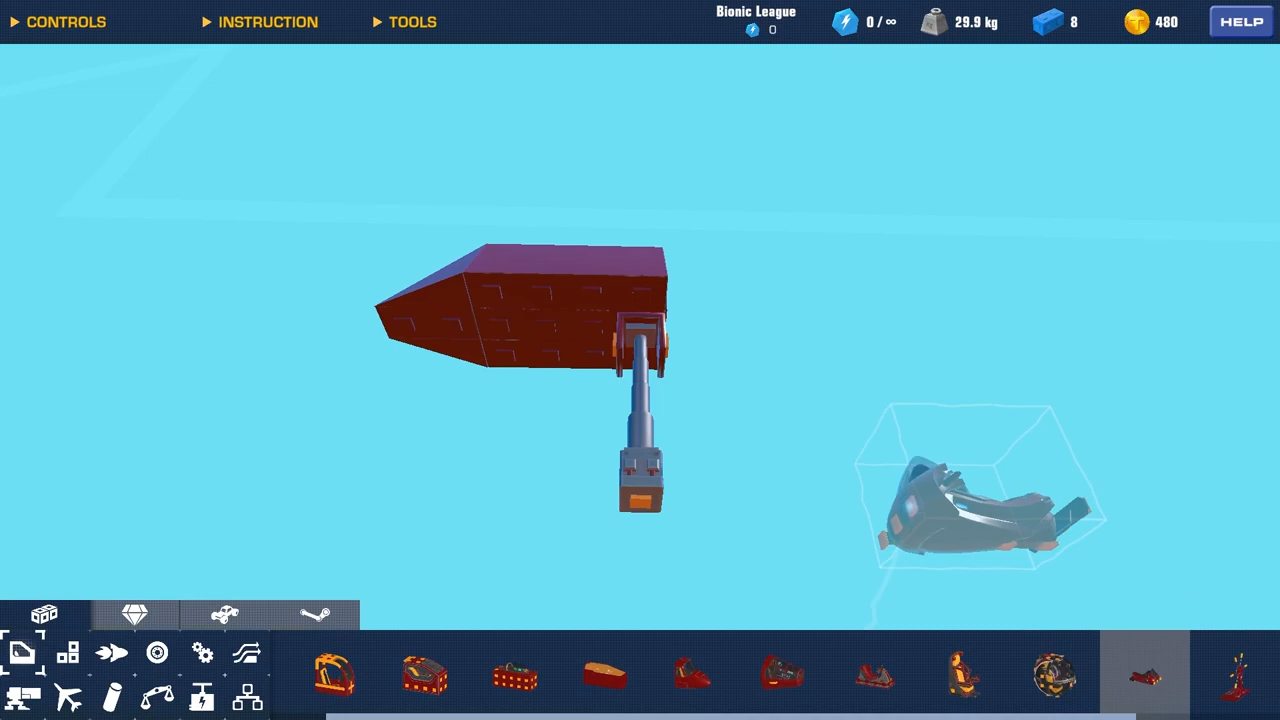 CONTROLS
INSTRUCTION
TOOLS
Bionic League
0
0 / ∞
29.9 kg
8
480
HELP